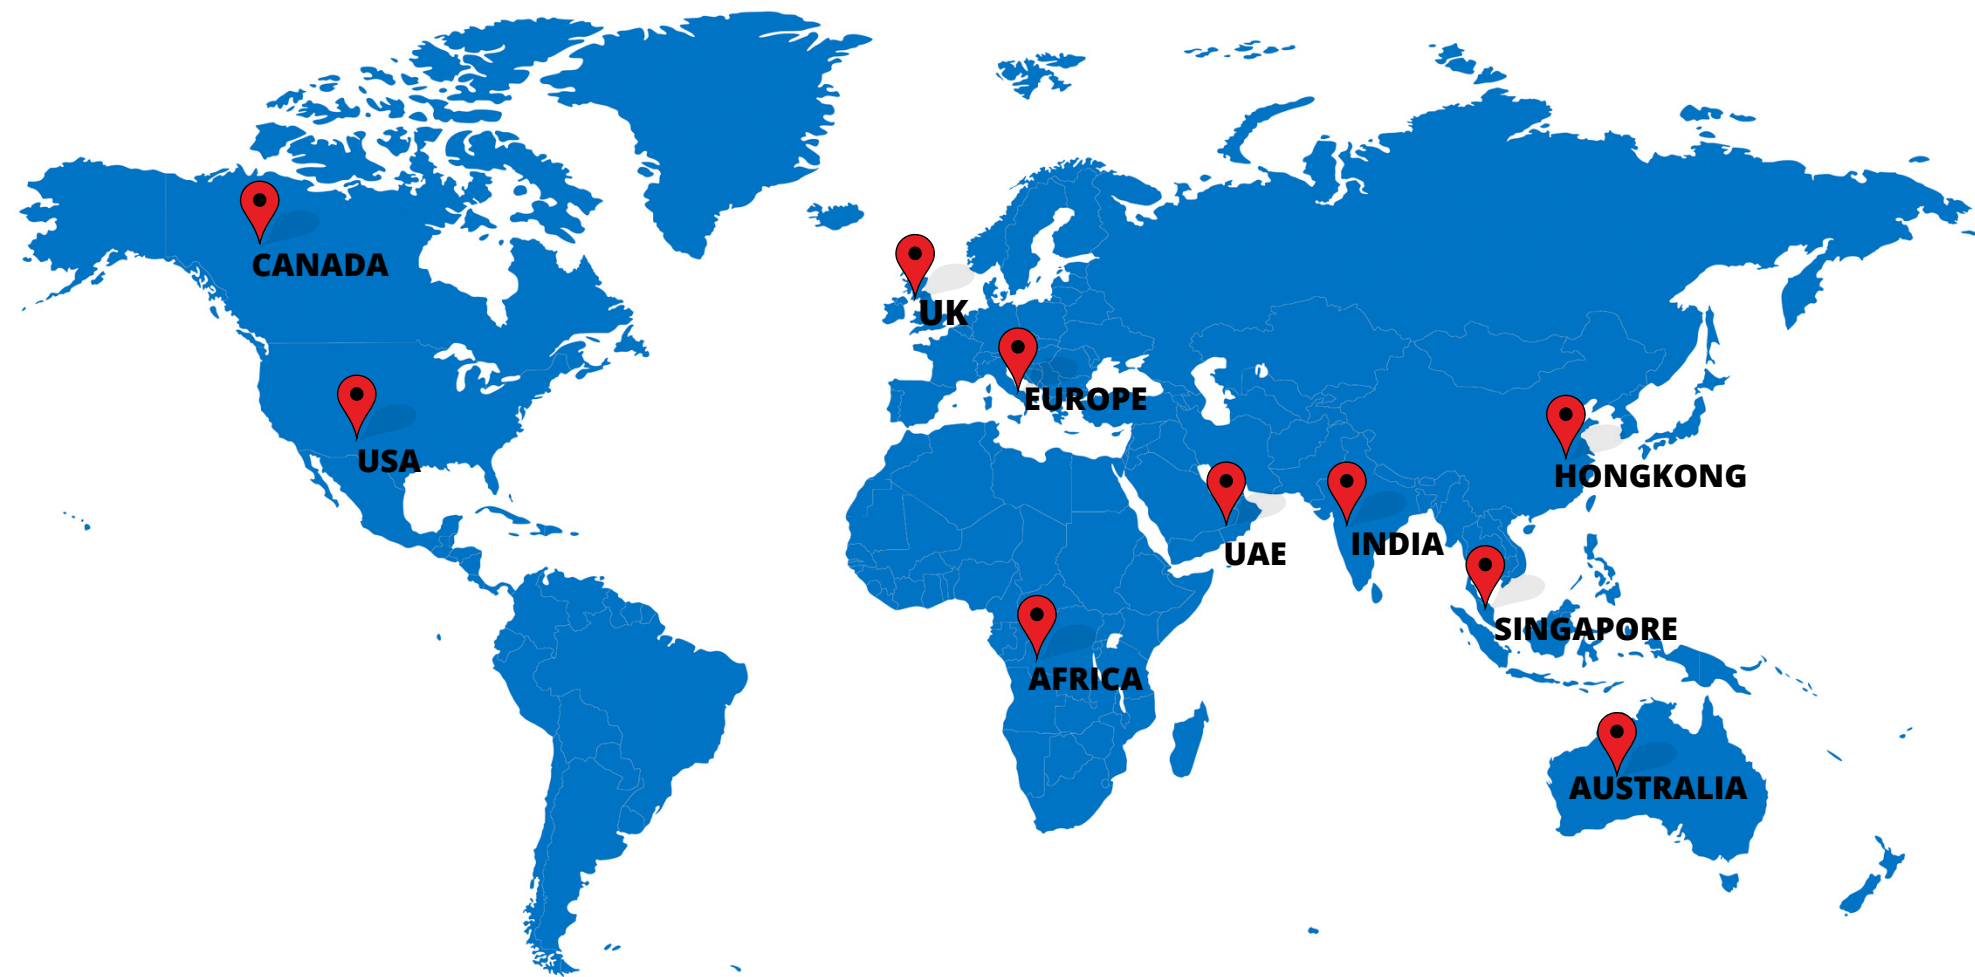 CANADA
UK
EUROPE
USA
HONGKONG
UAE
INDIA
SINGAPORE
AFRICA
AUSTRALIA